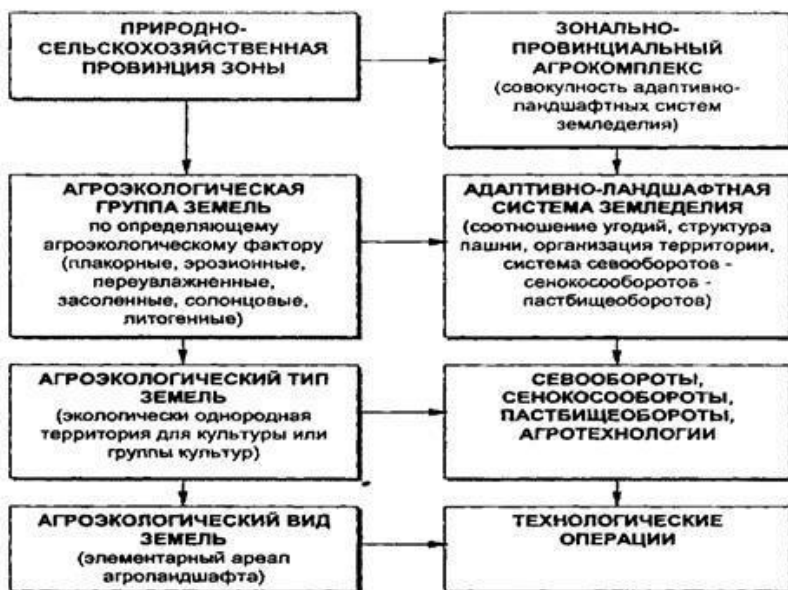 ПРИРОДНО-
СЕЛЬСКОХОЗЯЙСТВЕННАЯ
ПРОВИНЦИЯ ЗОНЫ
ЗОНАЛЬНО-
ПРОВИНЦИАЛЬНЫЙ
АГРОКОМПЛЕКС
(совокупность адаптивно-
ландшафтных систем
земледелия)
АГРОЭКОЛОГИЧЕСКАЯ
ГРУППА ЗЕМЕЛЬ
по определяющему
агроэкологическому фактору
(плакорные, эрозионные,
переувлажненные,
засоленные, солонцовые,
литогенные)
АДАПТИВНО-ЛАНДШАФТНАЯ
СИСТЕМА ЗЕМЛЕДЕЛИЯ
(соотношение угодий, структура
пашни, организация территории,
система севооборотов -
сенокосооборотов -
пастбищеоборотов)
АГРОЭКОЛОГИЧЕСКИЙ ТИП
ЗЕМЕЛЬ
(экологически однородная
территория для культуры или
группы культур)
СЕВООБОРОТЫ,
СЕНОКОСООБОРОТЫ,
ПАСТБИЩЕОБОРОТЫ,
АГРОТЕХНОЛОГИИ
АГРОЭКОЛОГИЧЕСКИЙ ВИД
ЗЕМЕЛЬ
(элементарный ареал
агроландшафта)
ТЕХНОЛОГИЧЕСКИЕ
ОПЕРАЦИИ